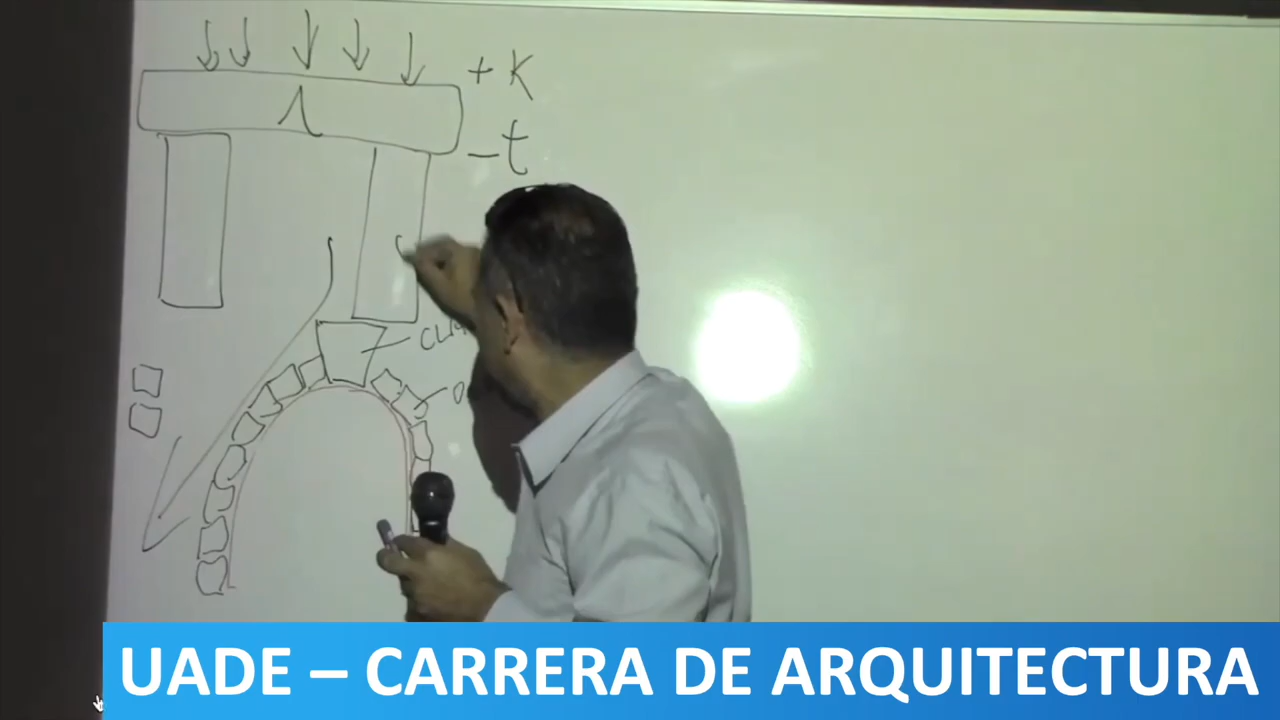 + K
- t
UADE – CARRERA DE ARQUITECTURA